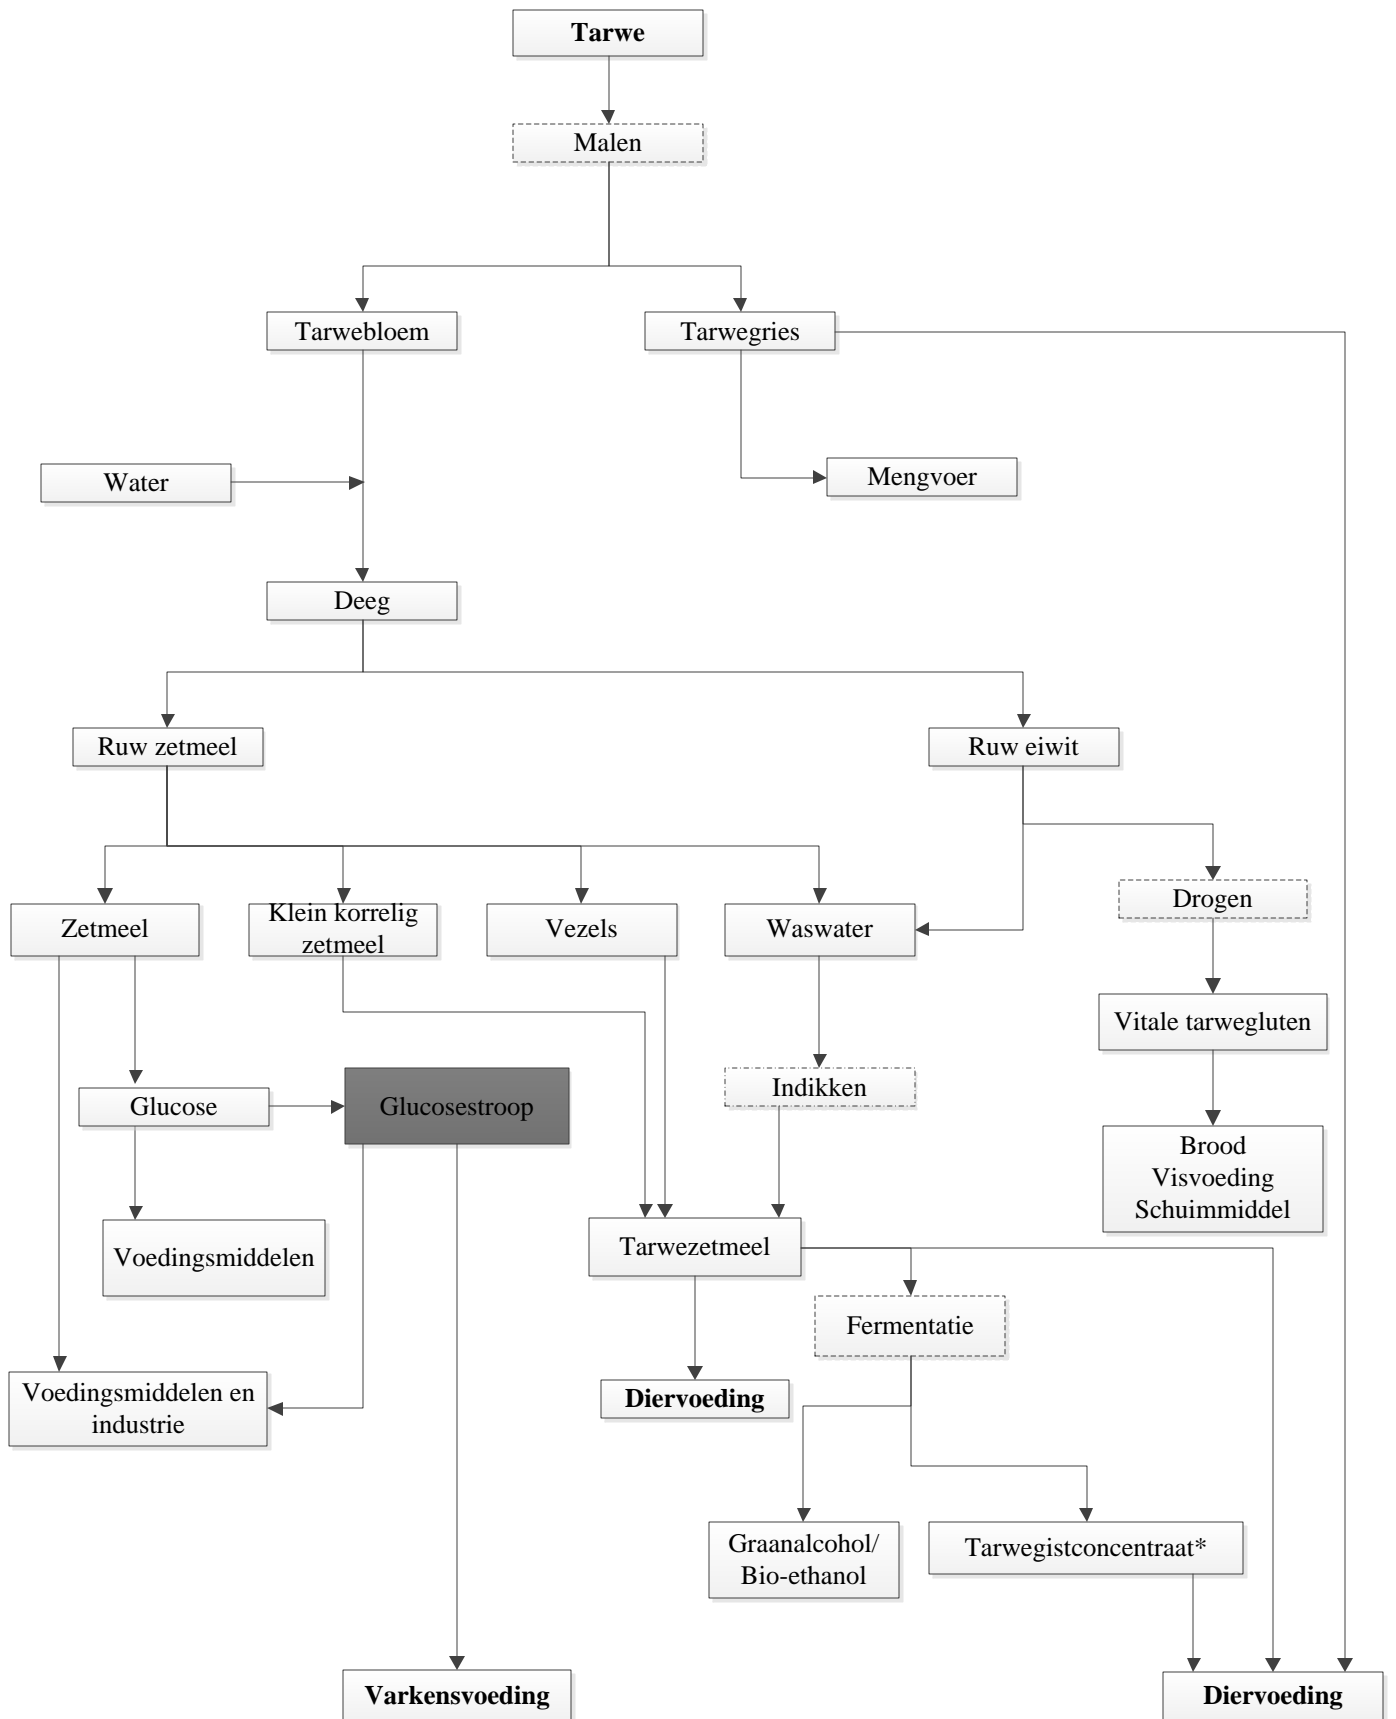 Tarwe
Malen
Tarwebloem
Tarwegries
Water
Mengvoer
Deeg
Ruw zetmeel
Ruw eiwit
Drogen
Zetmeel
Klein korrelig
zetmeel
Vezels
Waswater
Vitale tarwegluten
Glucose
Glucosestroop
Indikken
Brood
Visvoeding
Schuimmiddel
Voedingsmiddelen
Tarwezetmeel
Fermentatie
Voedingsmiddelen en
industrie
Diervoeding
Graanalcohol/
Bio-ethanol
Tarwegistconcentraat*
Varkensvoeding
Diervoeding